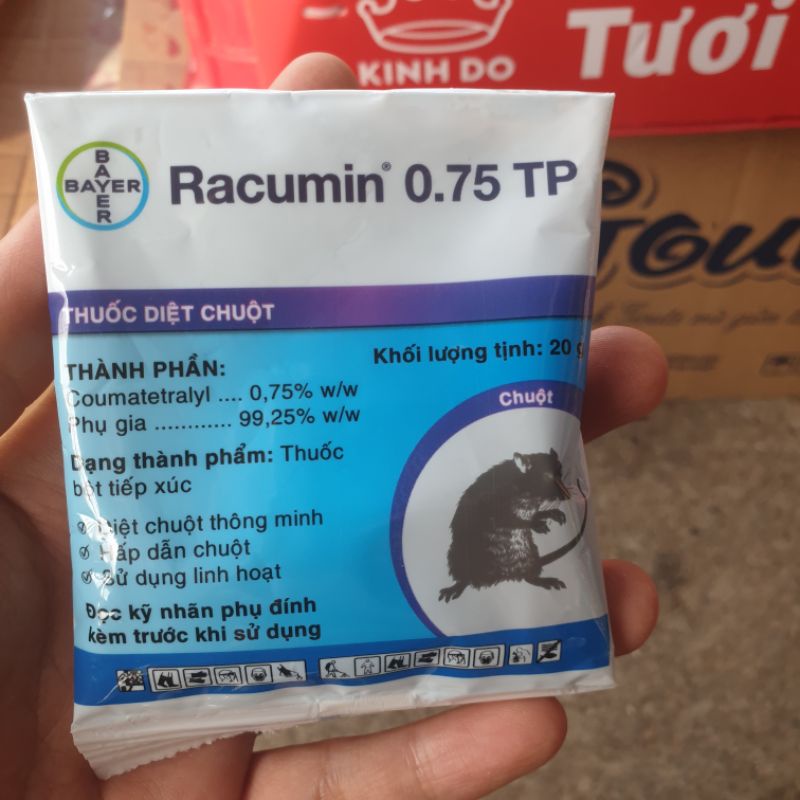 KINH DO
Tươi
BAYER
BAYER
Racumin® 0.75 TP
THUỐC DIỆT CHUỘT
THÀNH PHẦN:
Khối lượng tịnh: 20 g
Coumatetralyl .... 0,75% w/w
Phụ gia ............ 99,25% w/w
Chuột
Dạng thành phẩm: Thuốc
bột tiếp xúc
Diệt chuột thông minh
Hấp dẫn chuột
Sử dụng linh hoạt
Đọc kỹ nhãn phụ đính
kèm trước khi sử dụng